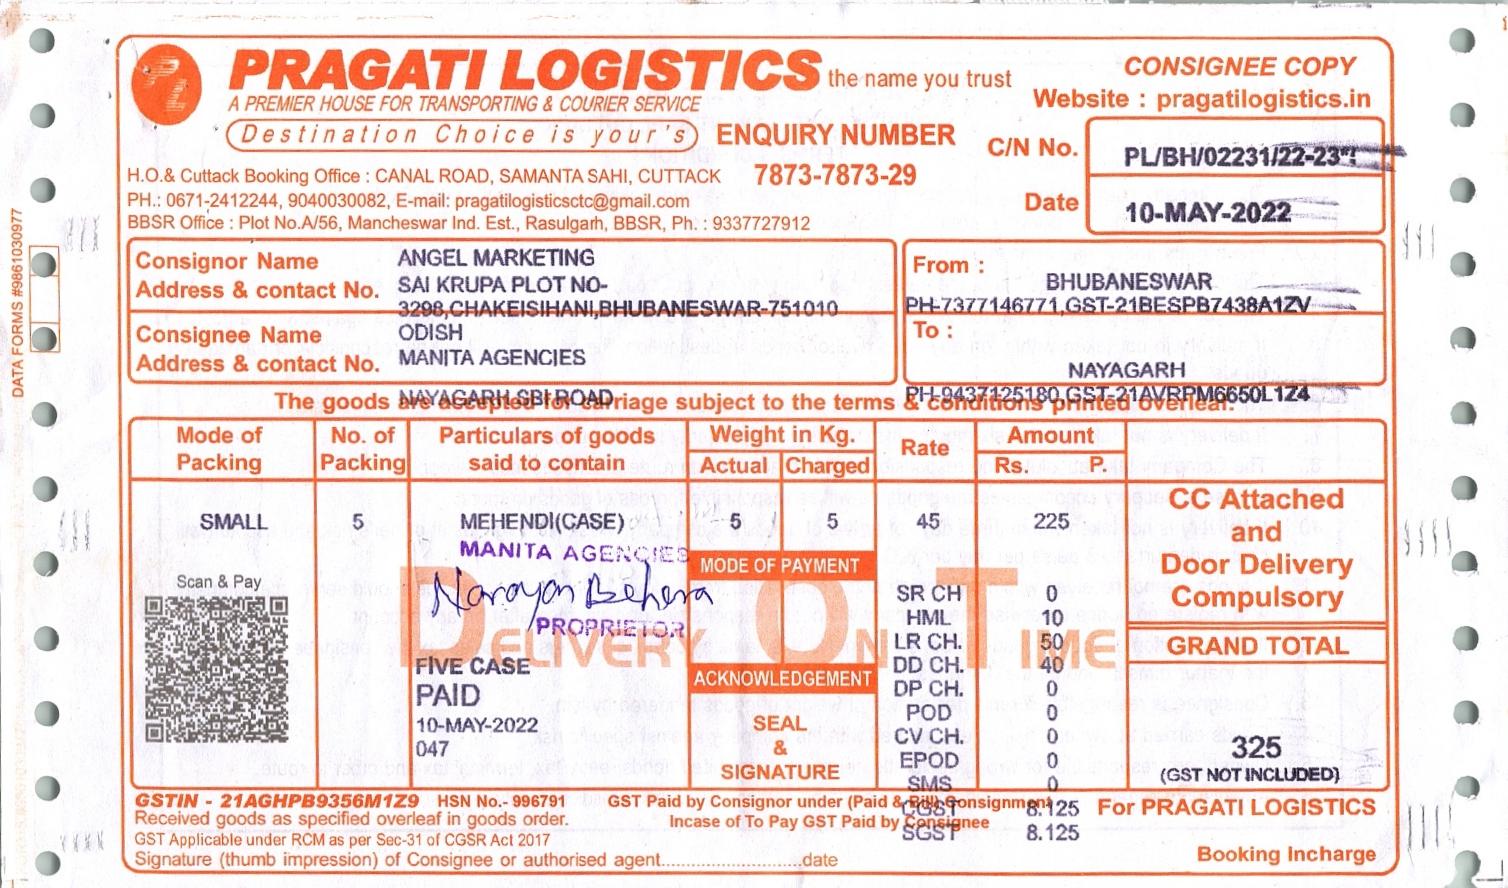 PRAGATI LOGISTICS the name you trust
A PREMIER HOUSE FOR TRANSPORTING & COURIER SERVICE
Destination Choice is your's
ENQUIRY NUMBER
7873-7873-29
CONSIGNEE COPY
Website : pragatilogistics.in
C/N No. PL/BH/02231/22-23
Date 10-MAY-2022
H.O.& Cuttack Booking Office : CANAL ROAD, SAMANTA SAHI, CUTTACK
PH.: 0671-2412244, 9040030082, E-mail: pragatilogisticsctc@gmail.com
BBSR Office : Plot No.A/56, Mancheswar Ind. Est., Rasulgarh, BBSR, Ph. : 9337727912
DATA FORMS #9861030977
Consignor Name ANGEL MARKETING
Address & contact No. SAI KRUPA PLOT NO-
3298,CHAKEISIHANI,BHUBANESWAR-751010
ODISH
Consignee Name
Address & contact No. MANITA AGENCIES
NAYAGARH SBI ROAD
From :
BHUBANESWAR
PH-7377146771,GST-21BESPB7438A1ZV
To :
NAYAGARH
PH-9437125180,GST-21AVRPM6650L1Z4
The goods are accepted for carriage subject to the terms & conditions printed overleaf.
Mode of Packing No. of Packing Particulars of goods said to contain Weight in Kg. Actual Charged Rate Amount Rs. P.
SMALL 5 MEHENDI(CASE) 5 5 45 225
MANITA AGENCIES
Narayan Behera
PROPRIETOR
DELIVERY ON TIME
Scan & Pay
FIVE CASE
PAID
10-MAY-2022
047
MODE OF PAYMENT
ACKNOWLEDGEMENT
SEAL
&
SIGNATURE
SR CH
HML 10
LR CH. 50
DD CH. 40
DP CH. 0
POD 0
CV CH. 0
EPOD 0
SMS 0
CGST 8.125
SGST 8.125
CC Attached
and
Door Delivery
Compulsory
GRAND TOTAL
325
(GST NOT INCLUDED)
GSTIN - 21AGHPB9356M1Z9 HSN No.- 996791
GST Paid by Consignor under (Paid & Bill) Consignment
Received goods as specified overleaf in goods order.
Incase of To Pay GST Paid by Consignee
GST Applicable under RCM as per Sec-31 of CGSR Act 2017
Signature (thumb impression) of Consignee or authorised agent........................date
For PRAGATI LOGISTICS
Booking Incharge